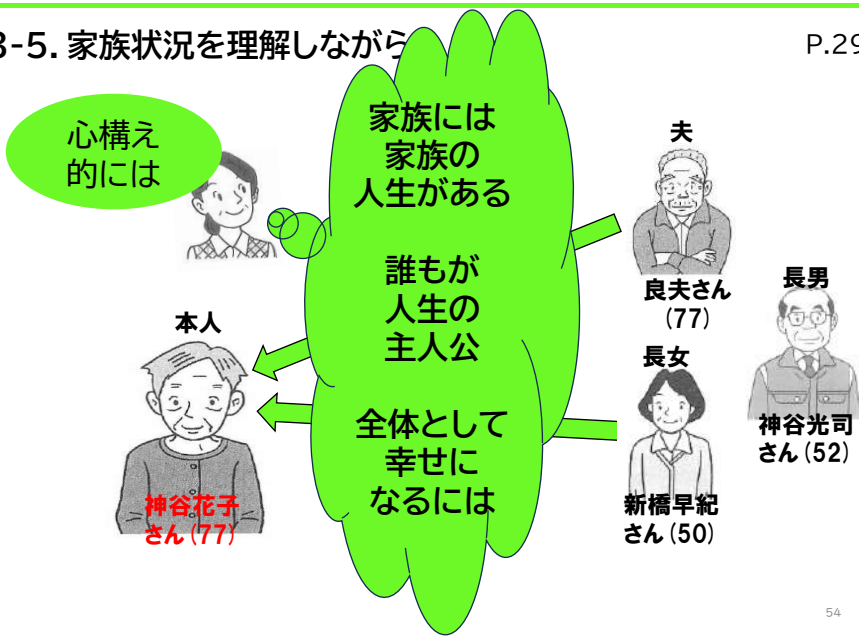 3-5. 家族状況を理解しながら
P.29
心構え
的には
家族には
家族の
人生がある
誰もが
人生の
主人公
全体として
幸せに
なるには
本人
神谷花子
さん(77)
夫
良夫さん
(77)
長男
神谷光司
さん(52)
長女
新橋早紀
さん(50)
54